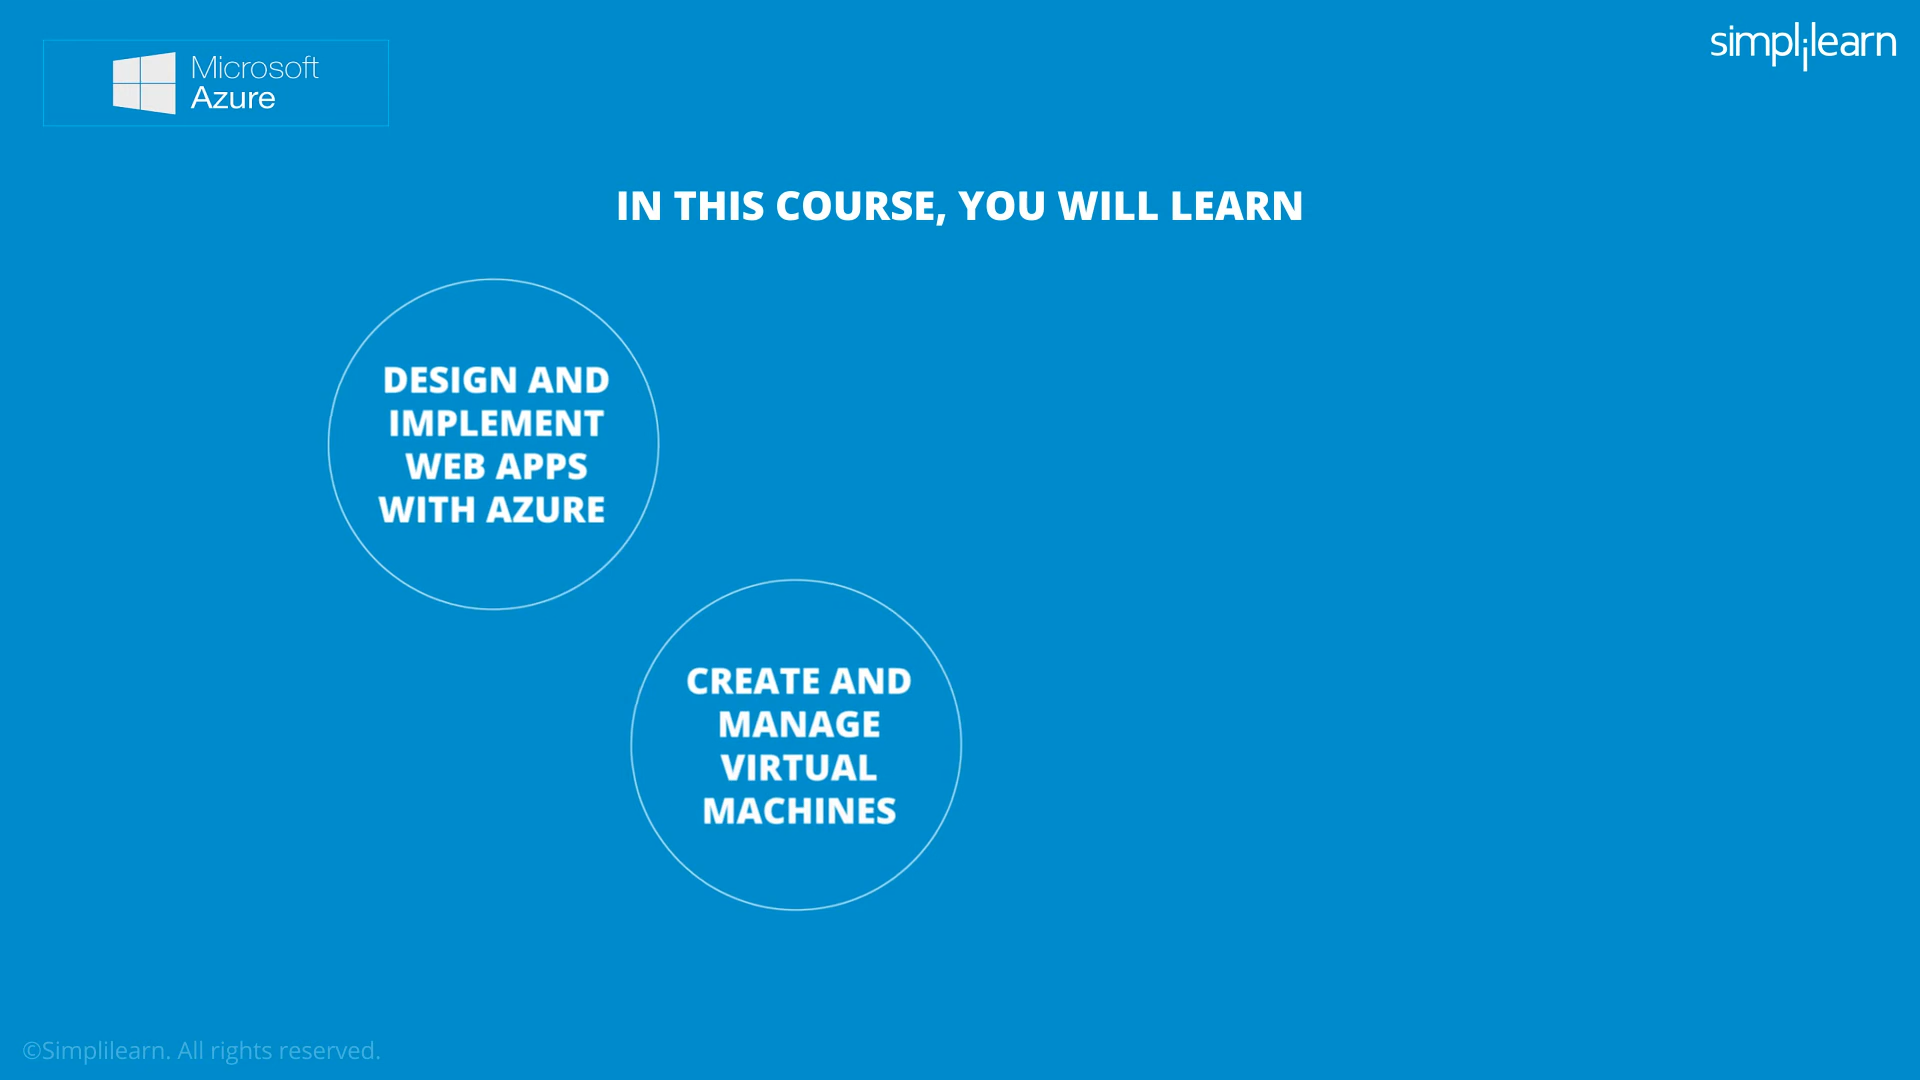 Microsoft
Azure
simplilearn
IN THIS COURSE, YOU WILL LEARN
DESIGN AND
IMPLEMENT
WEB APPS
WITH AZURE
CREATE AND
MANAGE
VIRTUAL
MACHINES
©Simplilearn. All rights reserved.